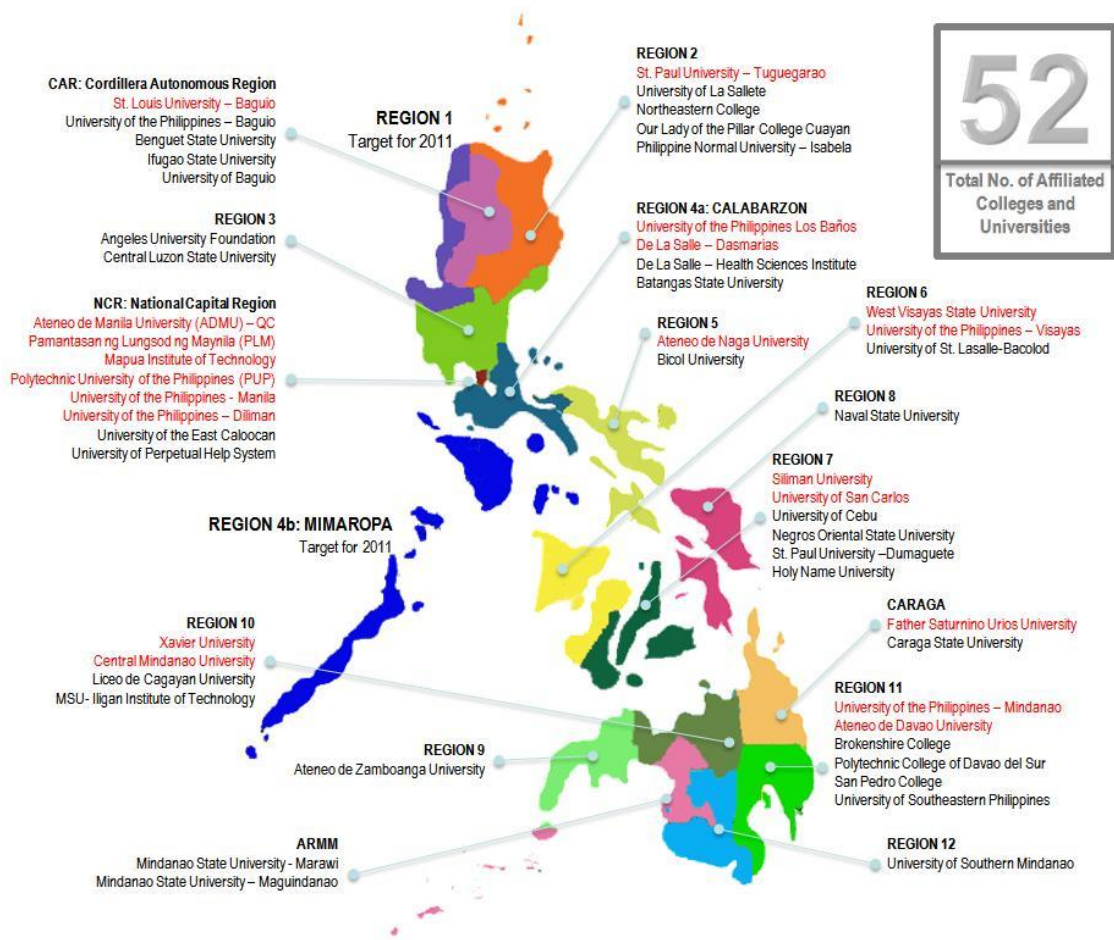 CAR: Cordillera Autonomous Region
St. Louis University – Baguio
University of the Philippines – Baguio
Benguet State University
Ifugao State University
University of Baguio
REGION 1
Target for 2011
REGION 2
St. Paul University – Tuguegarao
University of La Sallete
Northeastern College
Our Lady of the Pillar College Cuayan
Philippine Normal University – Isabela
52
Total No. of Affiliated
Colleges and
Universities
REGION 3
Angeles University Foundation
Central Luzon State University
REGION 4a: CALABARZON
University of the Philippines Los Baños
De La Salle – Dasmarias
De La Salle – Health Sciences Institute
Batangas State University
NCR: National Capital Region
Ateneo de Manila University (ADMU) – QC
Pamantasan ng Lungsod ng Maynila (PLM)
Mapua Institute of Technology
Polytechnic University of the Philippines (PUP)
University of the Philippines - Manila
University of the Philippines – Diliman
University of the East Caloocan
University of Perpetual Help System
REGION 5
Ateneo de Naga University
Bicol University
REGION 6
West Visayas State University
University of the Philippines – Visayas
University of St. Lasalle-Bacolod
REGION 8
Naval State University
REGION 7
Siliman University
University of San Carlos
University of Cebu
Negros Oriental State University
St. Paul University –Dumaguete
Holy Name University
REGION 4b: MIMAROPA
Target for 2011
CARAGA
Father Saturnino Urios University
Caraga State University
REGION 10
Xavier University
Central Mindanao University
Liceo de Cagayan University
MSU- Iligan Institute of Technology
REGION 11
University of the Philippines – Mindanao
Ateneo de Davao University
Brokenshire College
Polytechnic College of Davao del Sur
San Pedro College
University of Southeastern Philippines
REGION 9
Ateneo de Zamboanga University
ARMM
Mindanao State University - Marawi
Mindanao State University – Maguindanao
REGION 12
University of Southern Mindanao